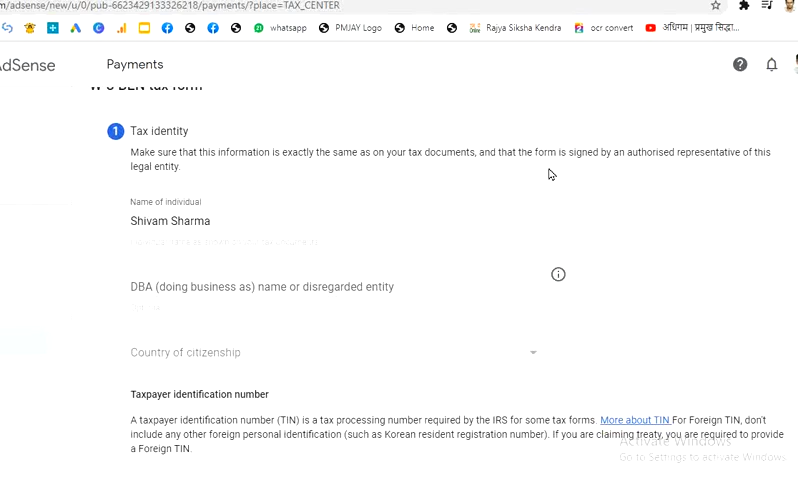 m/adsense/new/u/0/pub-6623429133326218/payments/?place=TAX_CENTER
whatsapp PMJAY Logo Home Rajya Siksha Kendra ocr convert अधिगम | प्रमुख सिद्धा...
AdSense Payments
W-8 BEN tax form
1 Tax identity
Make sure that this information is exactly the same as on your tax documents, and that the form is signed by an authorised representative of this
legal entity.
Name of individual
Shivam Sharma
DBA (doing business as) name or disregarded entity
Country of citizenship
Taxpayer identification number
A taxpayer identification number (TIN) is a tax processing number required by the IRS for some tax forms. More about TIN For Foreign TIN, don't
include any other foreign personal identification (such as Korean resident registration number). If you are claiming treaty, you are required to provide
a Foreign TIN.
Activate Windows
Go to Settings to activate Windows.